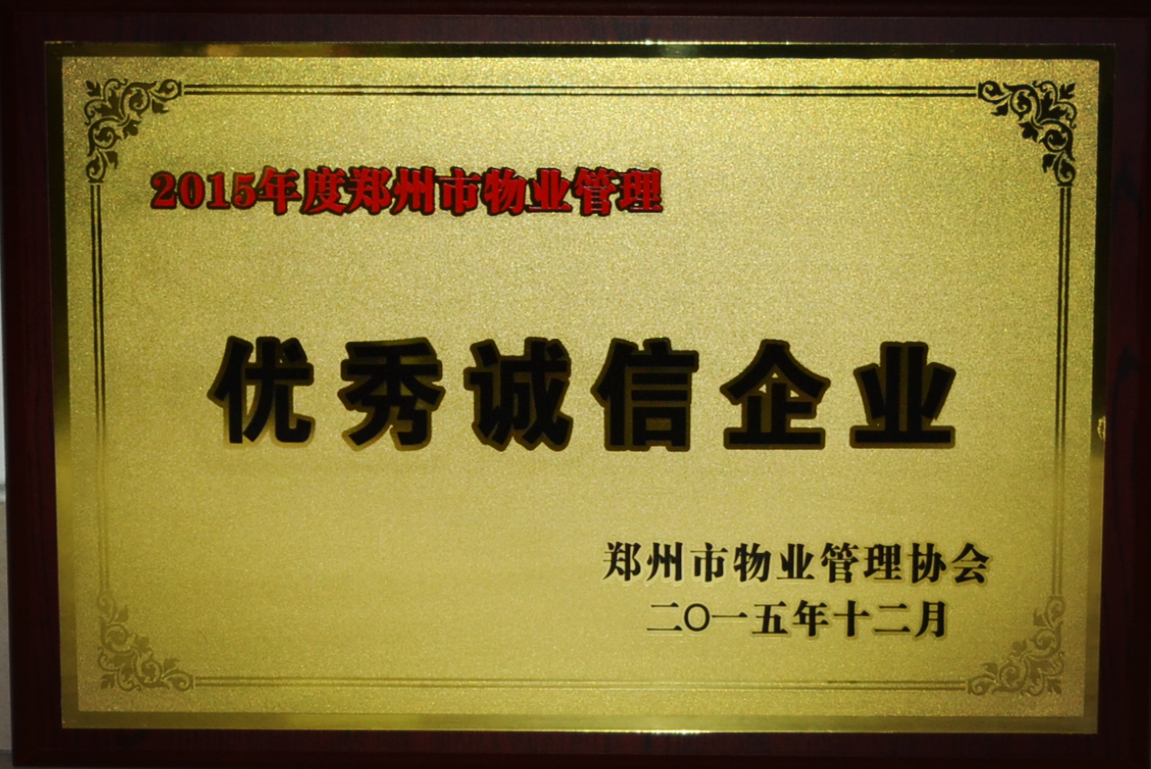 2015年度郑州市物业管理
优秀诚信企业
郑州市物业管理协会
二〇一五年十二月